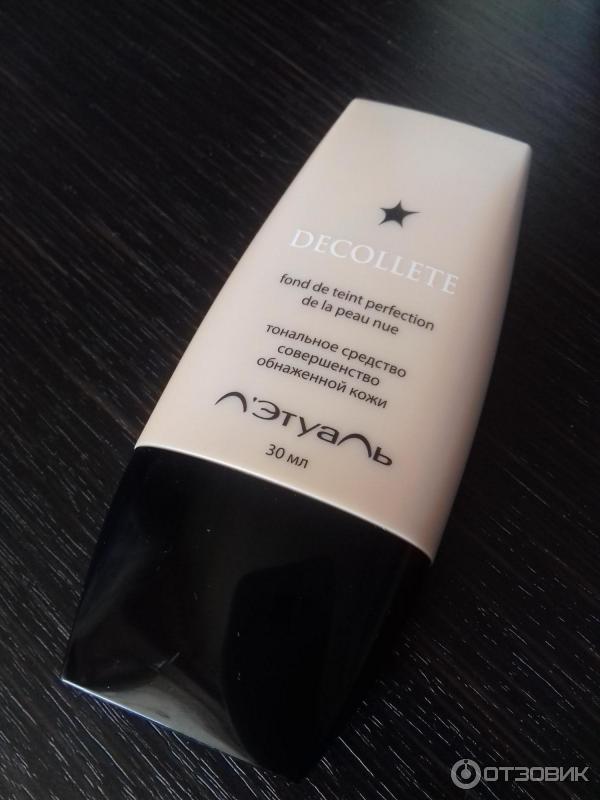 DECOLLETE
fond de teint perfection
de la peau nue
тональное средство
совершенство
обнаженной кожи
Л'Этуаль
30 мл
ОТЗОВИК